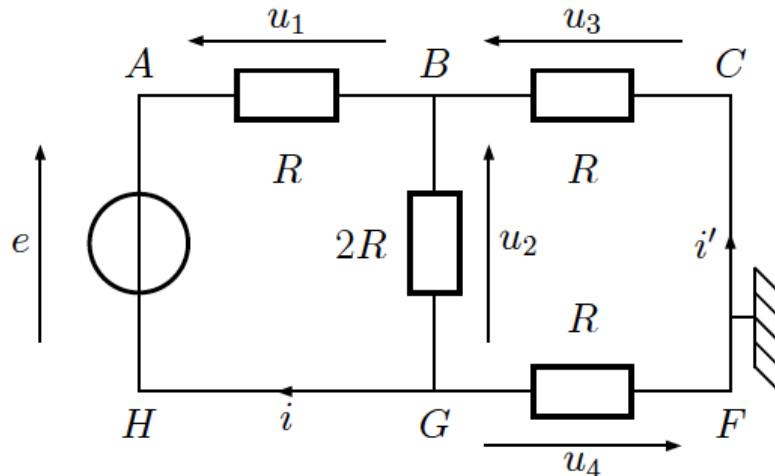 u₁ u₃
A B C
R R
e 2R u₂ i′
R
H i G F
u₄